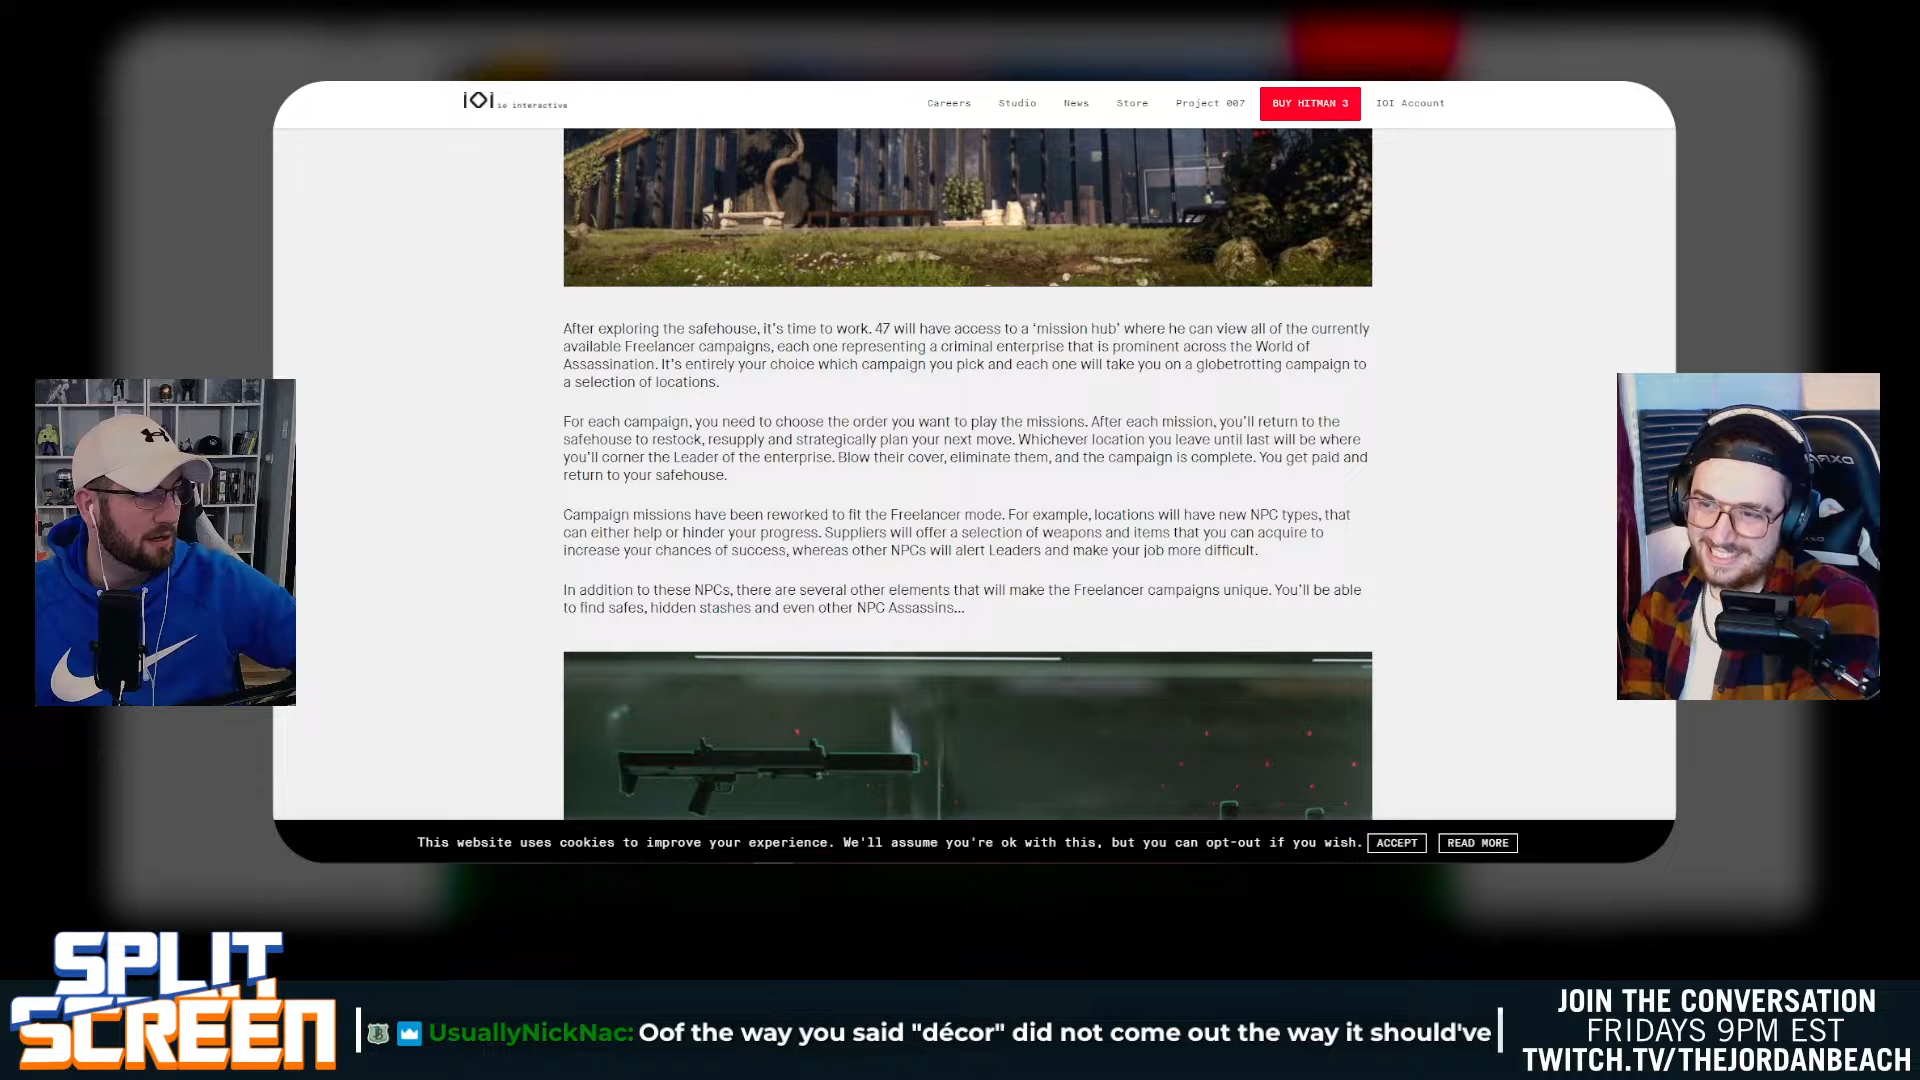 IOI io interactive
Careers Studio News Store Project 007 BUY HITMAN 3 IOI Account
After exploring the safehouse, it's time to work. 47 will have access to a 'mission hub' where he can view all of the currently
available Freelancer campaigns, each one representing a criminal enterprise that is prominent across the World of
Assassination. It's entirely your choice which campaign you pick and each one will take you on a globetrotting campaign to
a selection of locations.
For each campaign, you need to choose the order you want to play the missions. After each mission, you'll return to the
safehouse to restock, resupply and strategically plan your next move. Whichever location you leave until last will be where
you'll corner the Leader of the enterprise. Blow their cover, eliminate them, and the campaign is complete. You get paid and
return to your safehouse.
Campaign missions have been reworked to fit the Freelancer mode. For example, locations will have new NPC types, that
can either help or hinder your progress. Suppliers will offer a selection of weapons and items that you can acquire to
increase your chances of success, whereas other NPCs will alert Leaders and make your job more difficult.
In addition to these NPCs, there are several other elements that will make the Freelancer campaigns unique. You'll be able
to find safes, hidden stashes and even other NPC Assassins...
This website uses cookies to improve your experience. We'll assume you're ok with this, but you can opt-out if you wish. ACCEPT READ MORE
SPLIT
SCREEN
UsuallyNickNac: Oof the way you said "décor" did not come out the way it should've
JOIN THE CONVERSATION
FRIDAYS 9PM EST
TWITCH.TV/THEJORDANBEACH